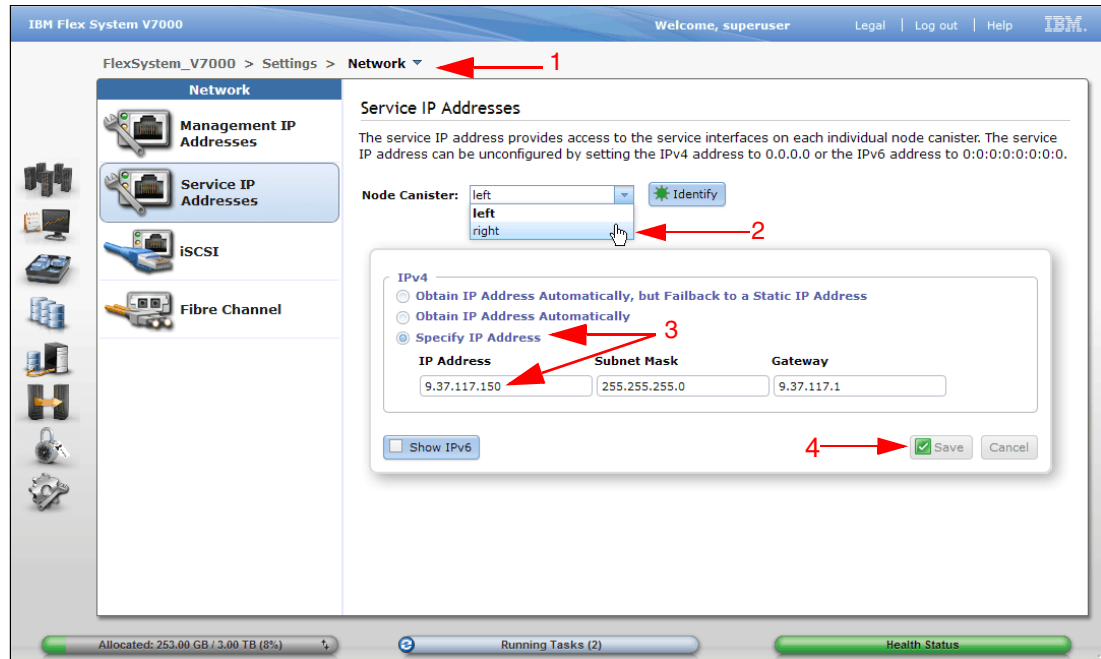 IBM Flex System V7000
Welcome, superuser
Legal | Log out | Help
IBM.
FlexSystem_V7000 > Settings > Network
1
Network
Management IP
Addresses
Service IP
Addresses
iSCSI
Fibre Channel
Service IP Addresses
The service IP address provides access to the service interfaces on each individual node canister. The service
IP address can be unconfigured by setting the IPv4 address to 0.0.0.0 or the IPv6 address to 0:0:0:0:0:0:0:0.
Node Canister: left
Identify
left
right
2
IPv4
Obtain IP Address Automatically, but Failback to a Static IP Address
Obtain IP Address Automatically
Specify IP Address
3
IP Address Subnet Mask Gateway
9.37.117.150 255.255.255.0 9.37.117.1
Show IPv6
4
Save
Cancel
Allocated: 253.00 GB / 3.00 TB (8%)
Running Tasks (2)
Health Status